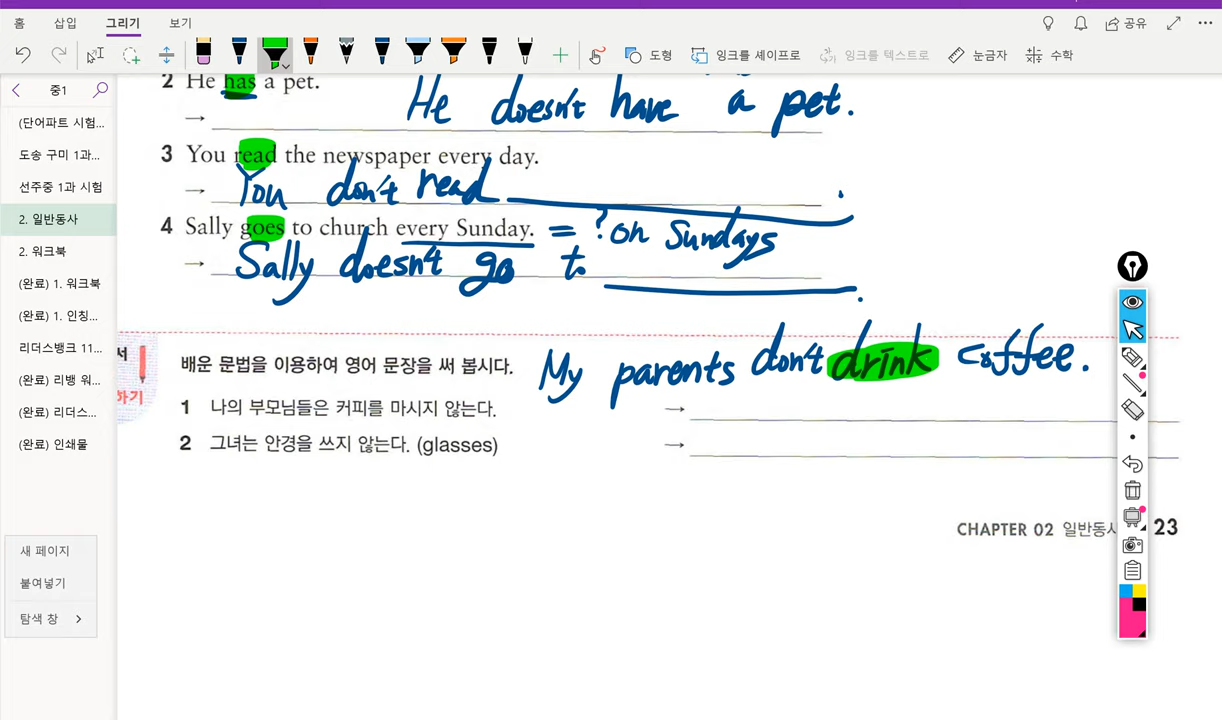 홈 삽입 그리기 보기 공유
도형 잉크를 셰이프로 잉크를 텍스트로 눈금자 수학
중1
(단어파트 시험...
도송 구미 1과...
선주중 1과 시험
2. 일반동사
2. 워크북
(완료) 1. 워크북
(완료) 1. 인칭...
리더스뱅크 11...
(완료) 리뱅 워...
(완료) 리더스...
(완료) 인쇄물
새 페이지
붙여넣기
탐색 창
2 He has a pet.
→ He doesn't have a pet.
3 You read the newspaper every day.
→ You don't read .
4 Sally goes to church every Sunday. = ? on Sundays
→ Sally doesn't go to .
서
하기
배운 문법을 이용하여 영어 문장을 써 봅시다.
My parents don't drink coffee.
1 나의 부모님들은 커피를 마시지 않는다. →
2 그녀는 안경을 쓰지 않는다. (glasses) →
CHAPTER 02 일반동사 23